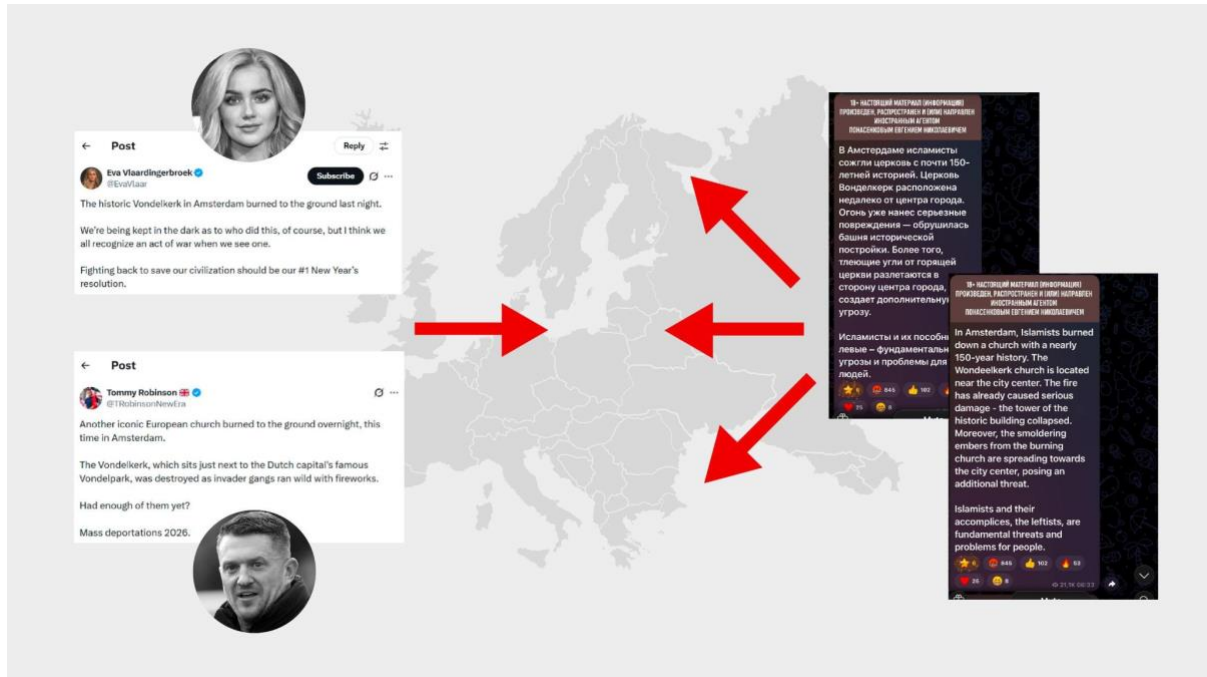 ← Post Reply
Eva Vlaardingerbroek
@EvaVlaar
Subscribe
The historic Vondelkerk in Amsterdam burned to the ground last night.
We're being kept in the dark as to who did this, of course, but I think we
all recognize an act of war when we see one.
Fighting back to save our civilization should be our #1 New Year's
resolution.
← Post
Tommy Robinson 🇬🇧
@TRobinsonNewEra
Another iconic European church burned to the ground overnight, this
time in Amsterdam.
The Vondelkerk, which sits just next to the Dutch capital's famous
Vondelpark, was destroyed as invader gangs ran wild with fireworks.
Had enough of them yet?
Mass deportations 2026.
18+ НАСТОЯЩИЙ МАТЕРИАЛ (ИНФОРМАЦИЯ)
ПРОИЗВЕДЕН, РАСПРОСТРАНЕН И (ИЛИ) НАПРАВЛЕН
ИНОСТРАННЫМ АГЕНТОМ
ПОНАСЕНКОВЫМ ЕВГЕНИЕМ НИКОЛАЕВИЧЕМ
В Амстердаме исламисты
сожгли церковь с почти 150-
летней историей. Церковь
Вонделкерк расположена
недалеко от центра города.
Огонь уже нанес серьезные
повреждения — обрушилась
башня исторической
постройки. Более того,
тлеющие угли от горящей
церкви разлетаются в
сторону центра города,
создает дополнительную
угрозу.
Исламисты и их пособни
левые – фундаментальн
угрозы и проблемы для
людей.
6 645 102
25 8
18+ НАСТОЯЩИЙ МАТЕРИАЛ (ИНФОРМАЦИЯ)
ПРОИЗВЕДЕН, РАСПРОСТРАНЕН И (ИЛИ) НАПРАВЛЕН
ИНОСТРАННЫМ АГЕНТОМ
ПОНАСЕНКОВЫМ ЕВГЕНИЕМ НИКОЛАЕВИЧЕМ
In Amsterdam, Islamists burned
down a church with a nearly
150-year history. The
Wondeelkerk church is located
near the city center. The fire
has already caused serious
damage - the tower of the
historic building collapsed.
Moreover, the smoldering
embers from the burning
church are spreading towards
the city center, posing an
additional threat.
Islamists and their
accomplices, the leftists, are
fundamental threats and
problems for people.
6 645 102 53
25 8